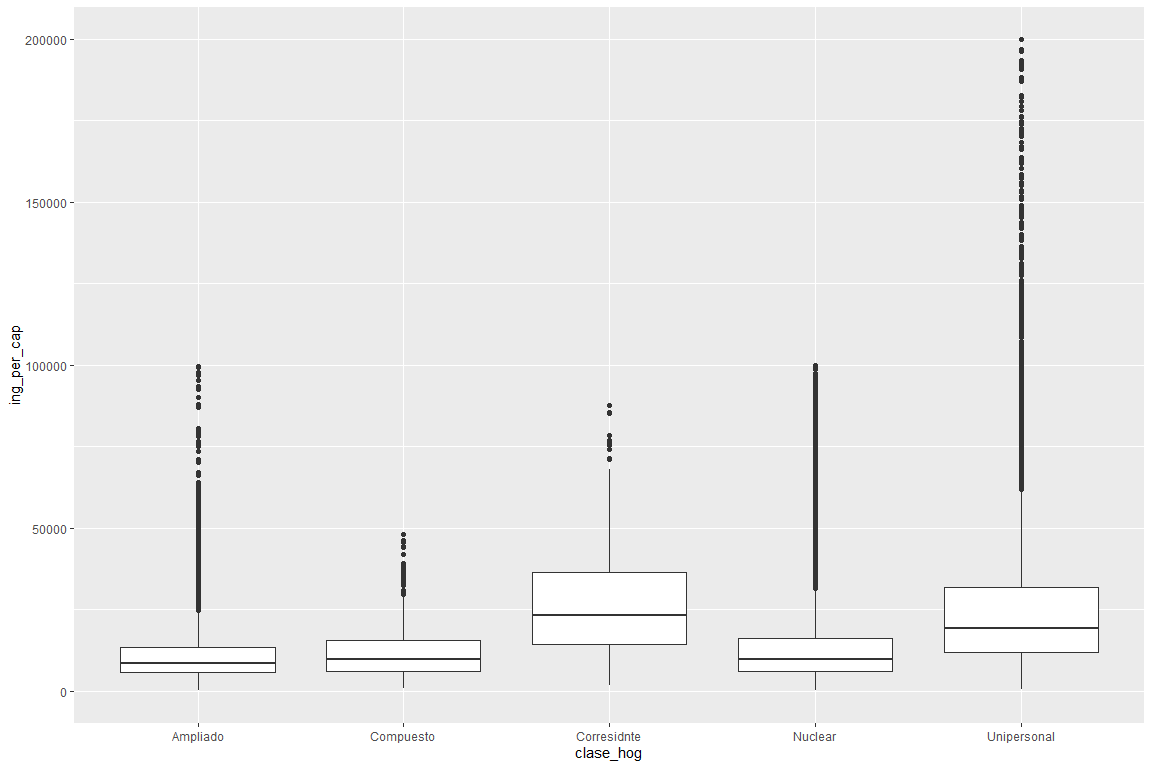 200000
150000
100000
50000
0
ing_per_cap
Ampliado
Compuesto
Corresidnte
Nuclear
Unipersonal
clase_hog